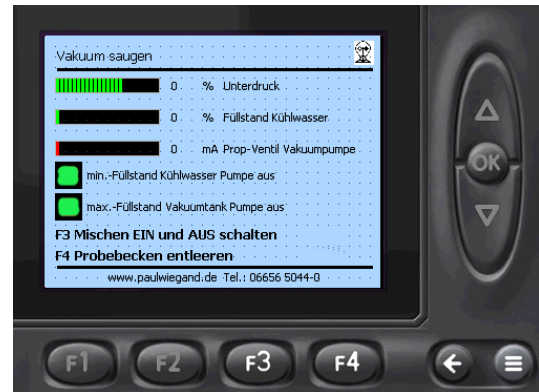 Vakuum saugen
0 % Unterdruck
0 % Füllstand Kühlwasser
0 mA Prop-Ventil Vakuumpumpe
min.-Füllstand Kühlwasser Pumpe aus
max.-Füllstand Vakuumtank Pumpe aus
F3 Mischen EIN und AUS schalten
F4 Probebecken entleeren
www.paulwiegand.de Tel.: 06656 5044-0
OK
F1 F2 F3 F4